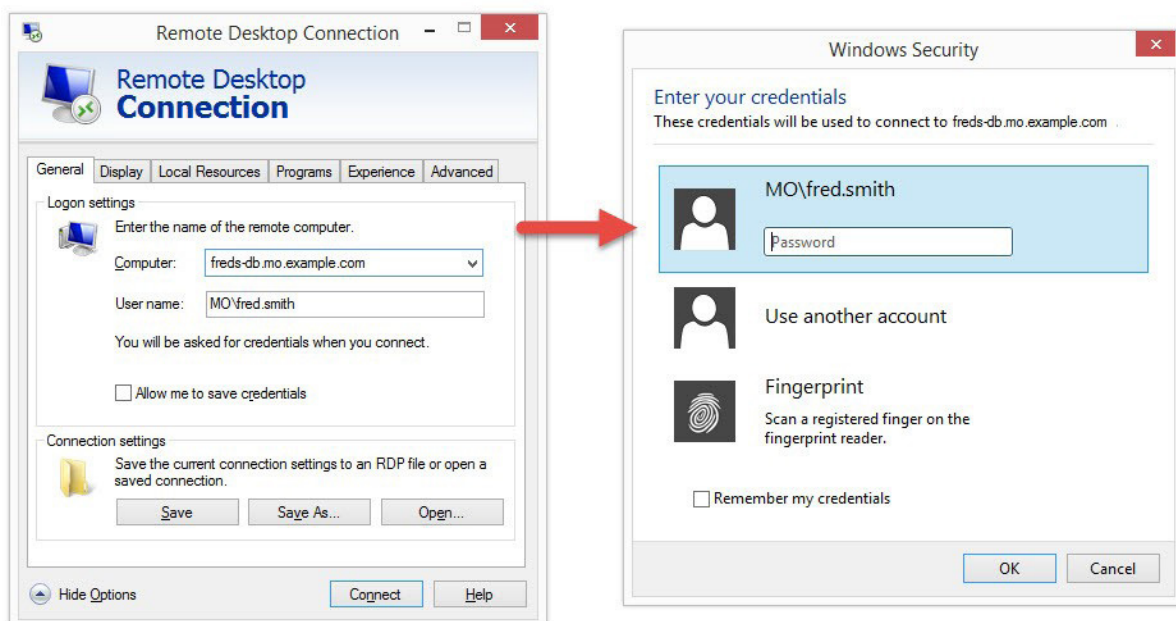 Remote Desktop Connection
Remote Desktop
Connection
General Display Local Resources Programs Experience Advanced
Logon settings
Enter the name of the remote computer.
Computer: freds-db.mo.example.com
User name: MO\fred.smith
You will be asked for credentials when you connect.
Allow me to save credentials
Connection settings
Save the current connection settings to an RDP file or open a
saved connection.
Save Save As... Open...
Hide Options Connect Help
Windows Security
Enter your credentials
These credentials will be used to connect to freds-db.mo.example.com .
MO\fred.smith
Password
Use another account
Fingerprint
Scan a registered finger on the
fingerprint reader.
Remember my credentials
OK Cancel